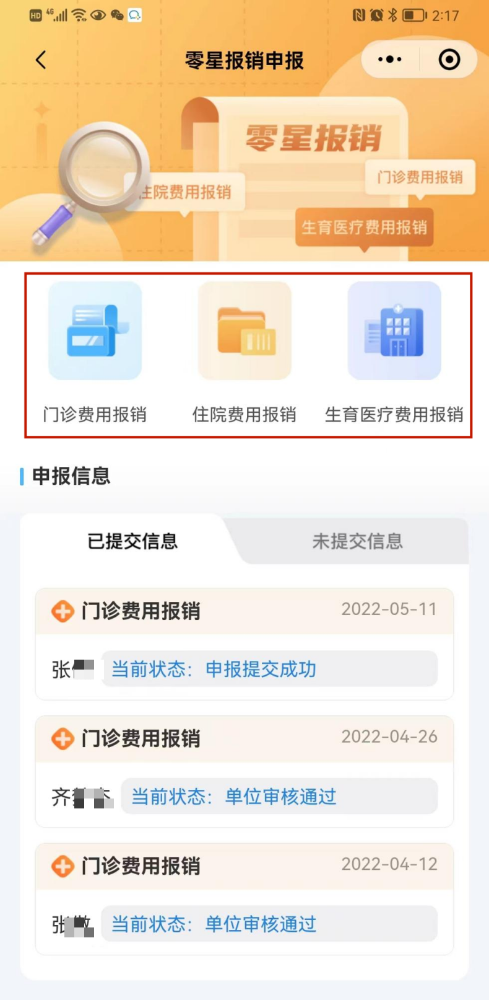 HD 4G 2:17
零星报销申报
零星报销
门诊费用报销
住院费用报销
生育医疗费用报销
门诊费用报销 住院费用报销 生育医疗费用报销
申报信息
已提交信息 未提交信息
门诊费用报销 2022-05-11
张 当前状态: 申报提交成功
门诊费用报销 2022-04-26
齐 当前状态: 单位审核通过
门诊费用报销 2022-04-12
张 当前状态: 单位审核通过